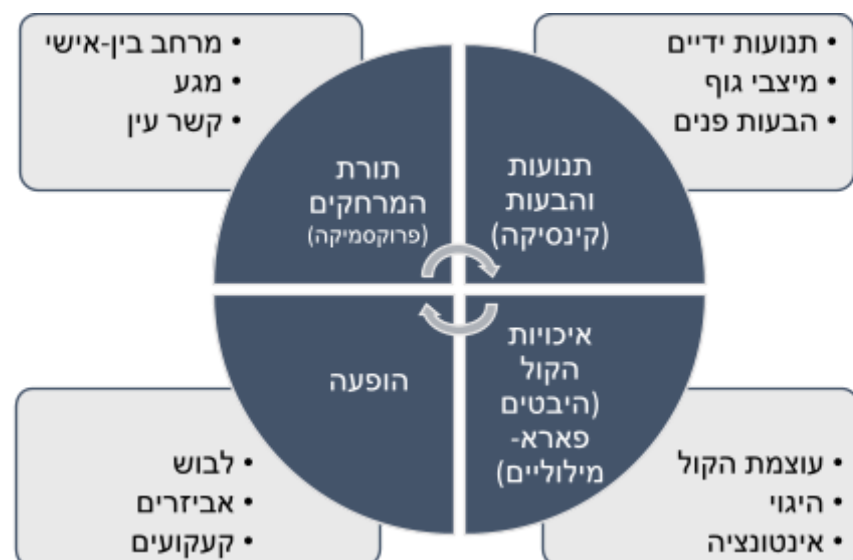 • תנועות ידיים
• מיצבי גוף
• הבעות פנים
• מרחב בין-אישי
• מגע
• קשר עין
תנועות
והבעות
(קינסיקה)
תורת
המרחקים
(פרוקסמיקה)
איכויות
הקול
(היבטים
פארא-
מילוליים)
הופעה
• עוצמת הקול
• היגוי
• אינטונציה
• לבוש
• אביזרים
• קעקועים